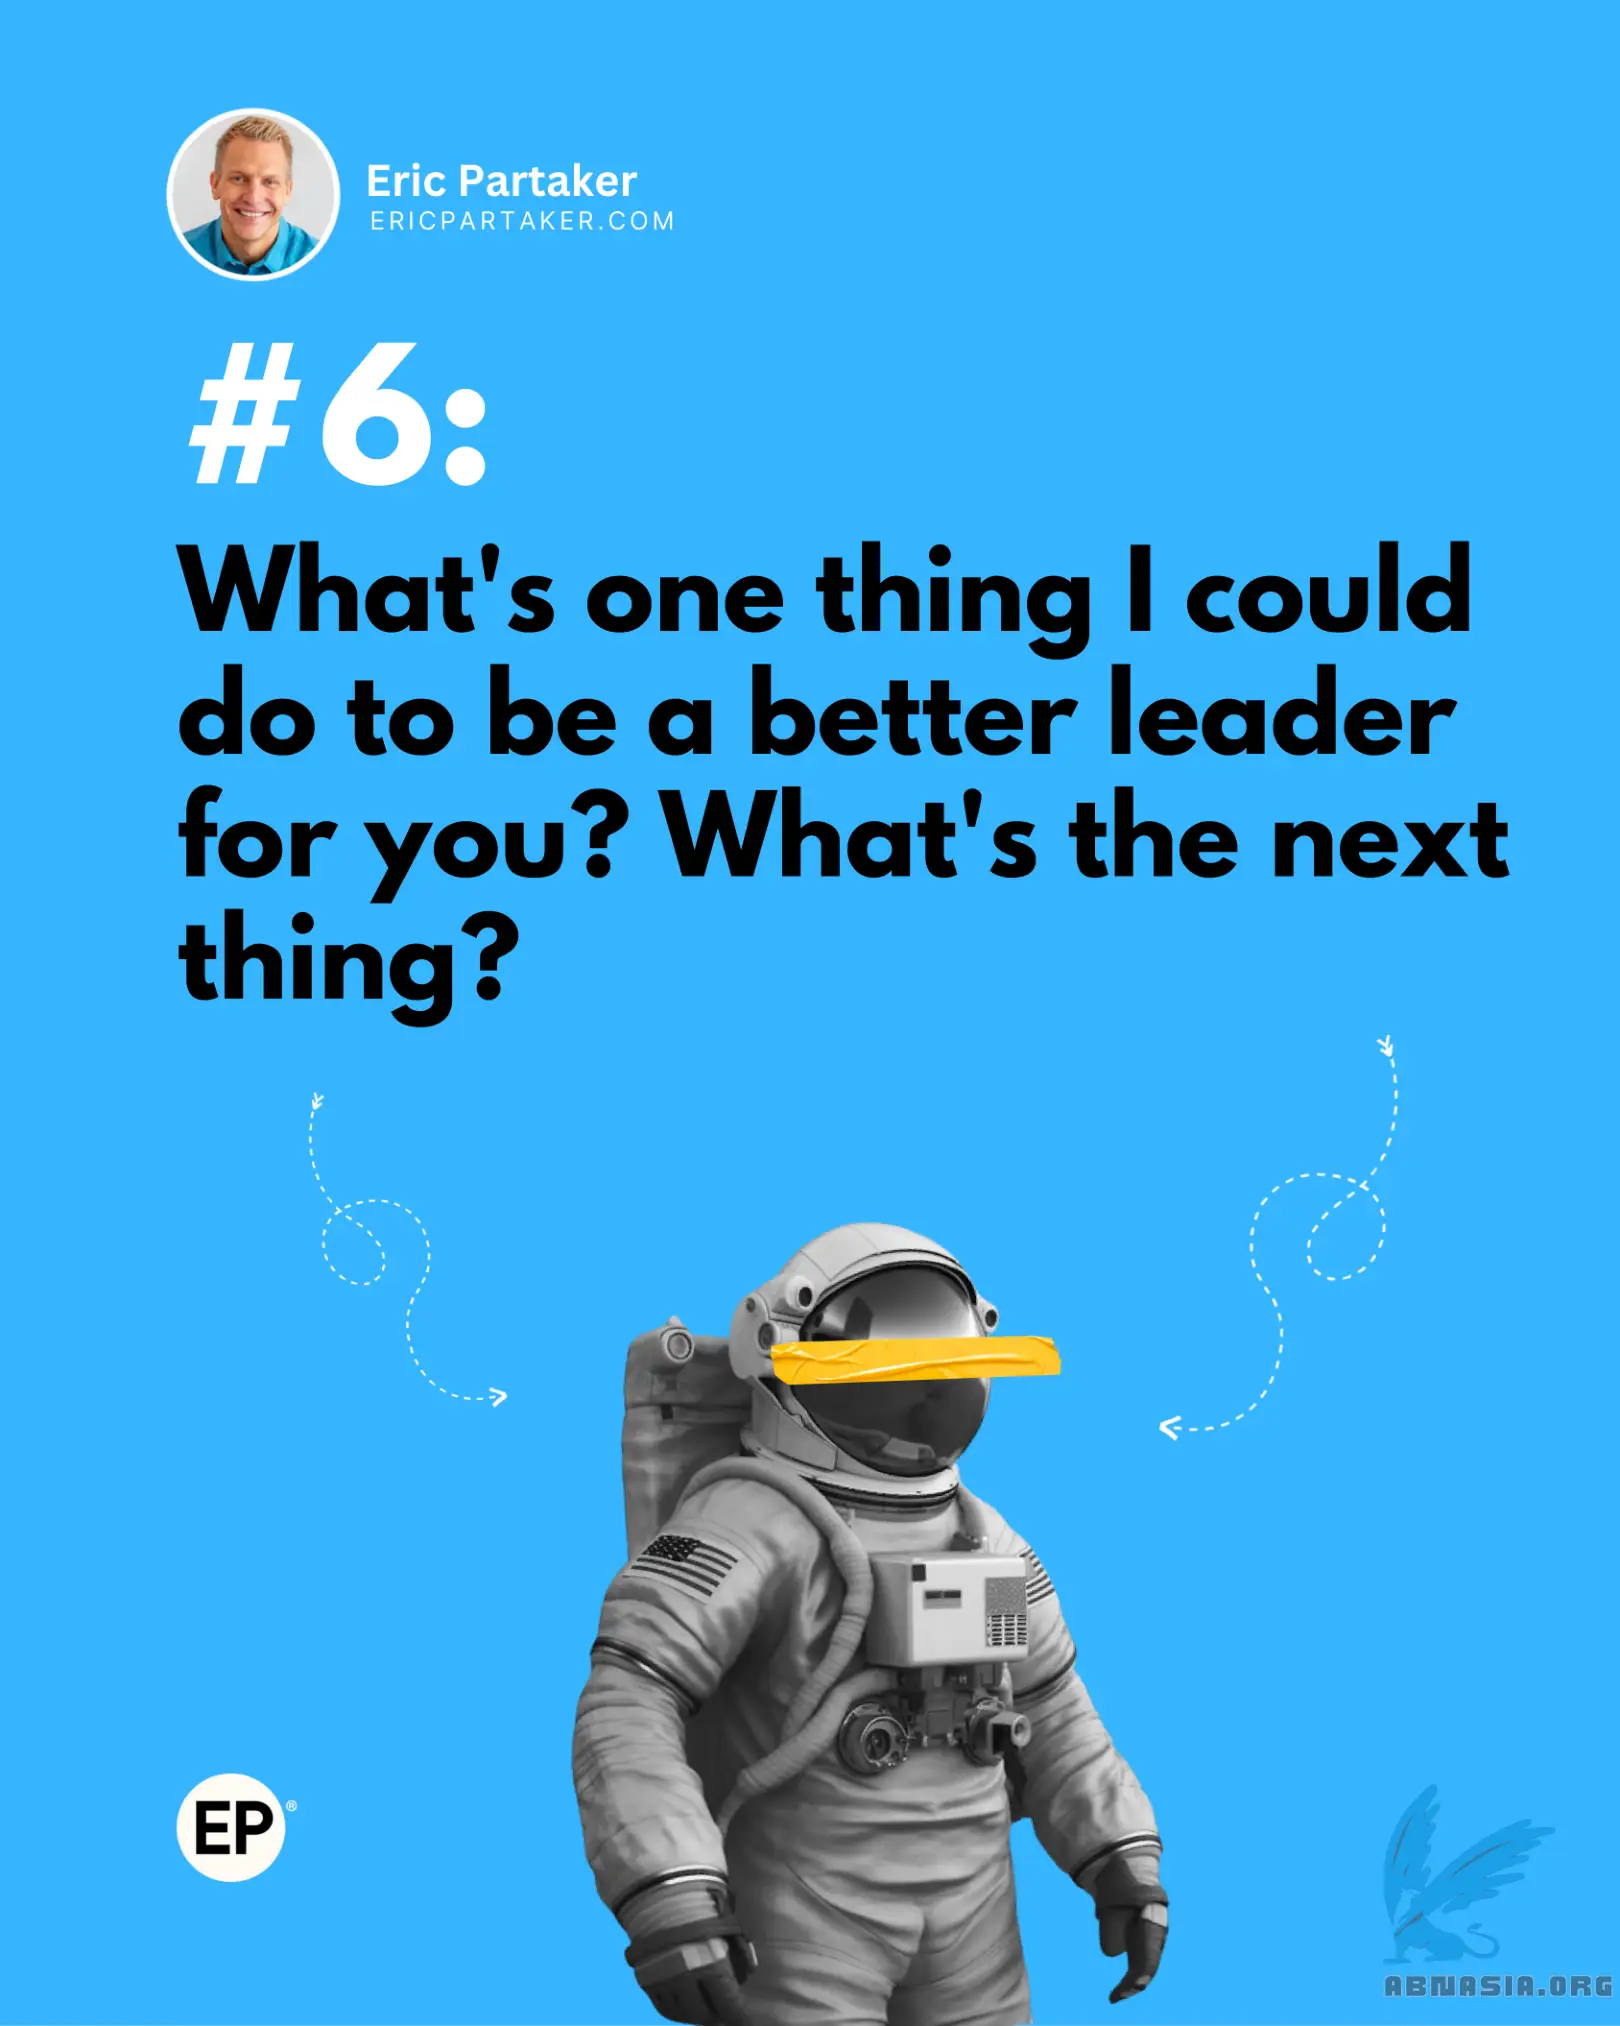 Eric Partaker
ERICPARTAKER.COM
#6:
What's one thing I could
do to be a better leader
for you? What's the next
thing?
EP®
ABNASIA.ORG